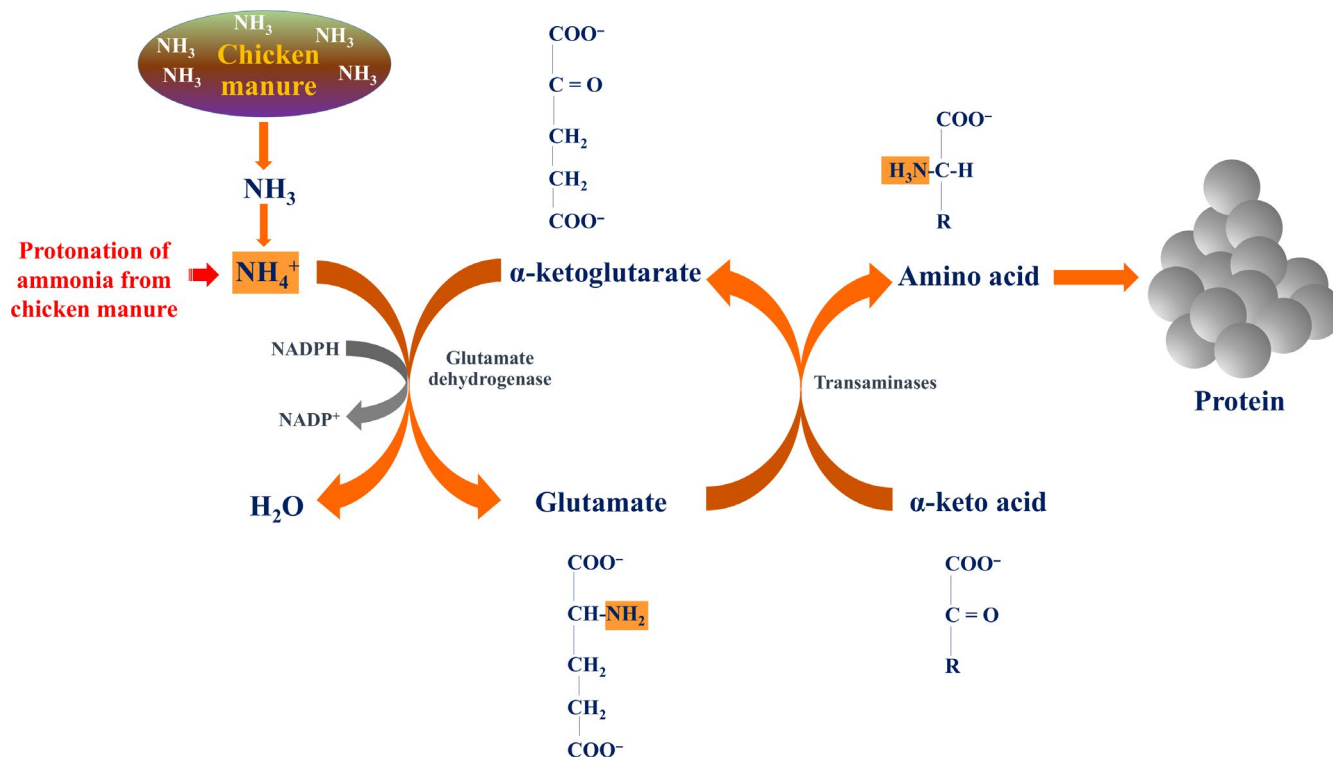 NH₃
NH₃
NH₃
Chicken
manure
NH₃
NH₃
NH₃
Protonation of
ammonia from
chicken manure
NH₄⁺
NADPH
NADP⁺
H₂O
COO⁻
C = O
CH₂
CH₂
COO⁻
α-ketoglutarate
Glutamate
dehydrogenase
Glutamate
COO⁻
CH-NH₂
CH₂
CH₂
COO⁻
Transaminases
COO⁻
H₃N-C-H
R
Amino acid
α-keto acid
COO⁻
C = O
R
Protein